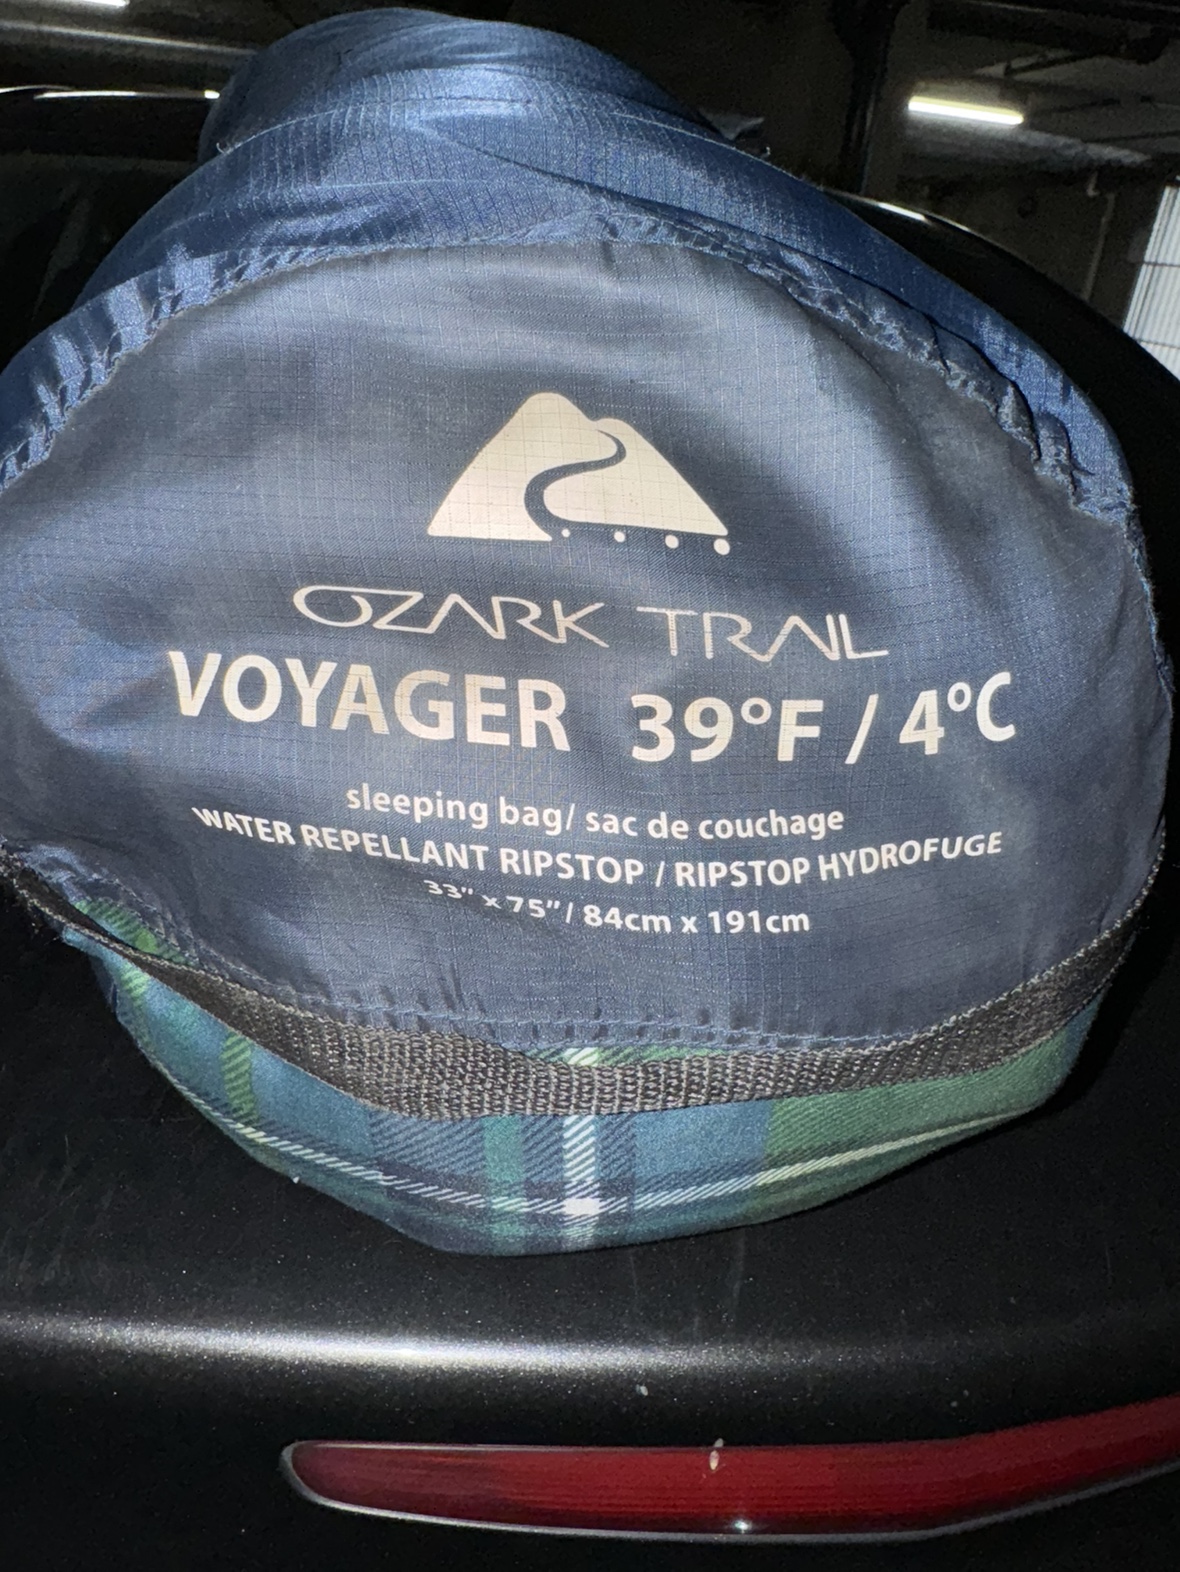 OZARK TRAIL
VOYAGER 39°F / 4°C
sleeping bag/ sac de couchage
WATER REPELLANT RIPSTOP / RIPSTOP HYDROFUGE
33" x 75" / 84cm x 191cm